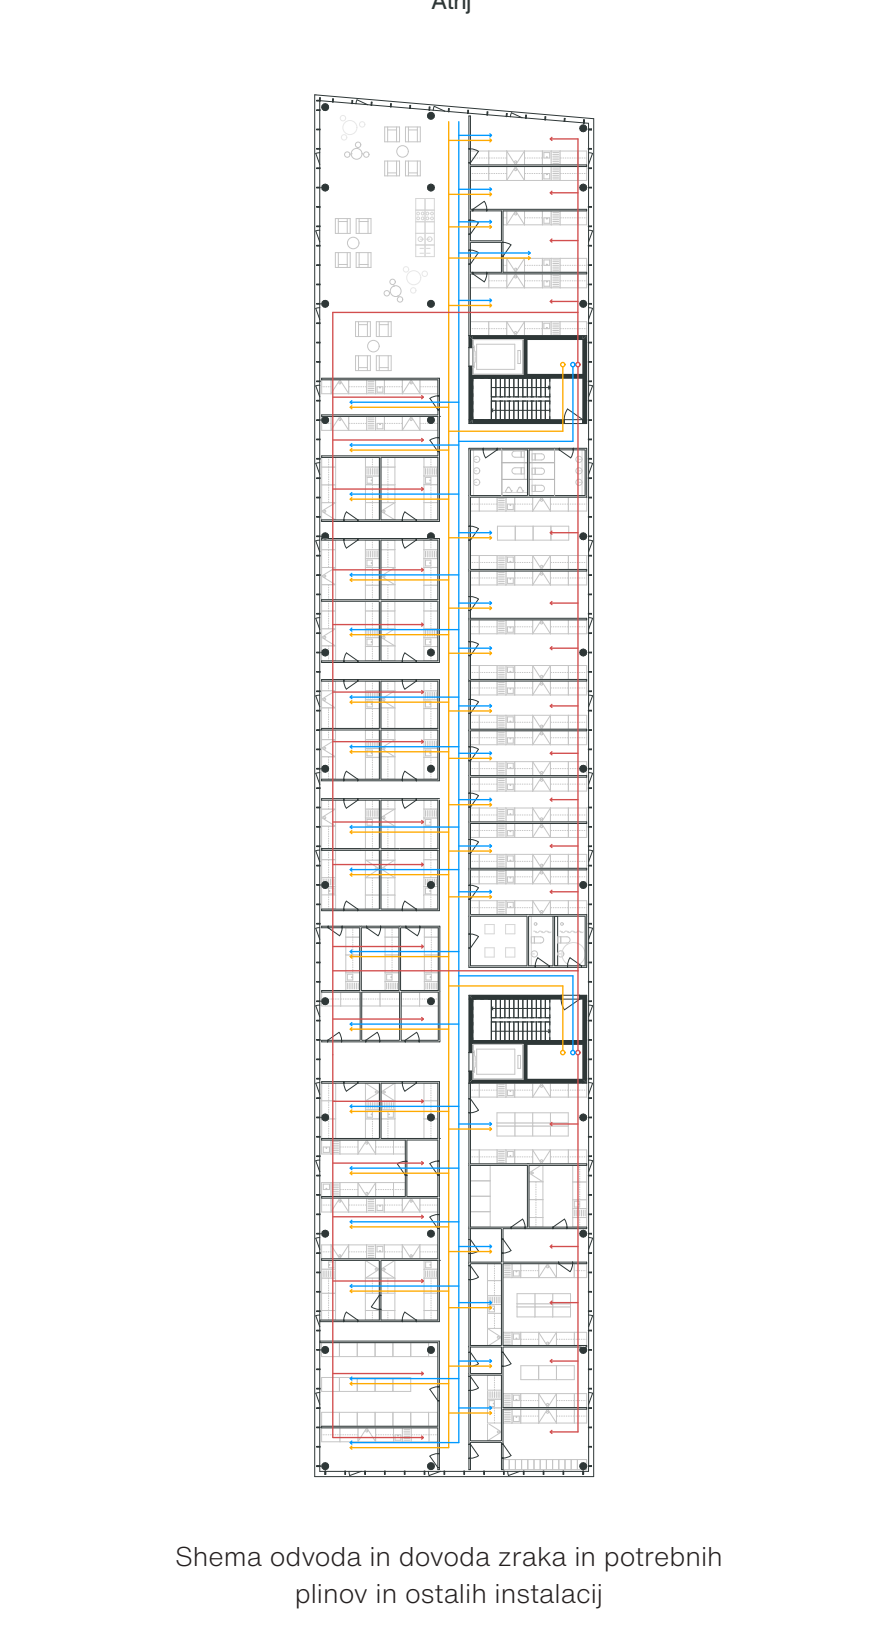 Atrij
Shema odvoda in dovoda zraka in potrebnih
plinov in ostalih instalacij